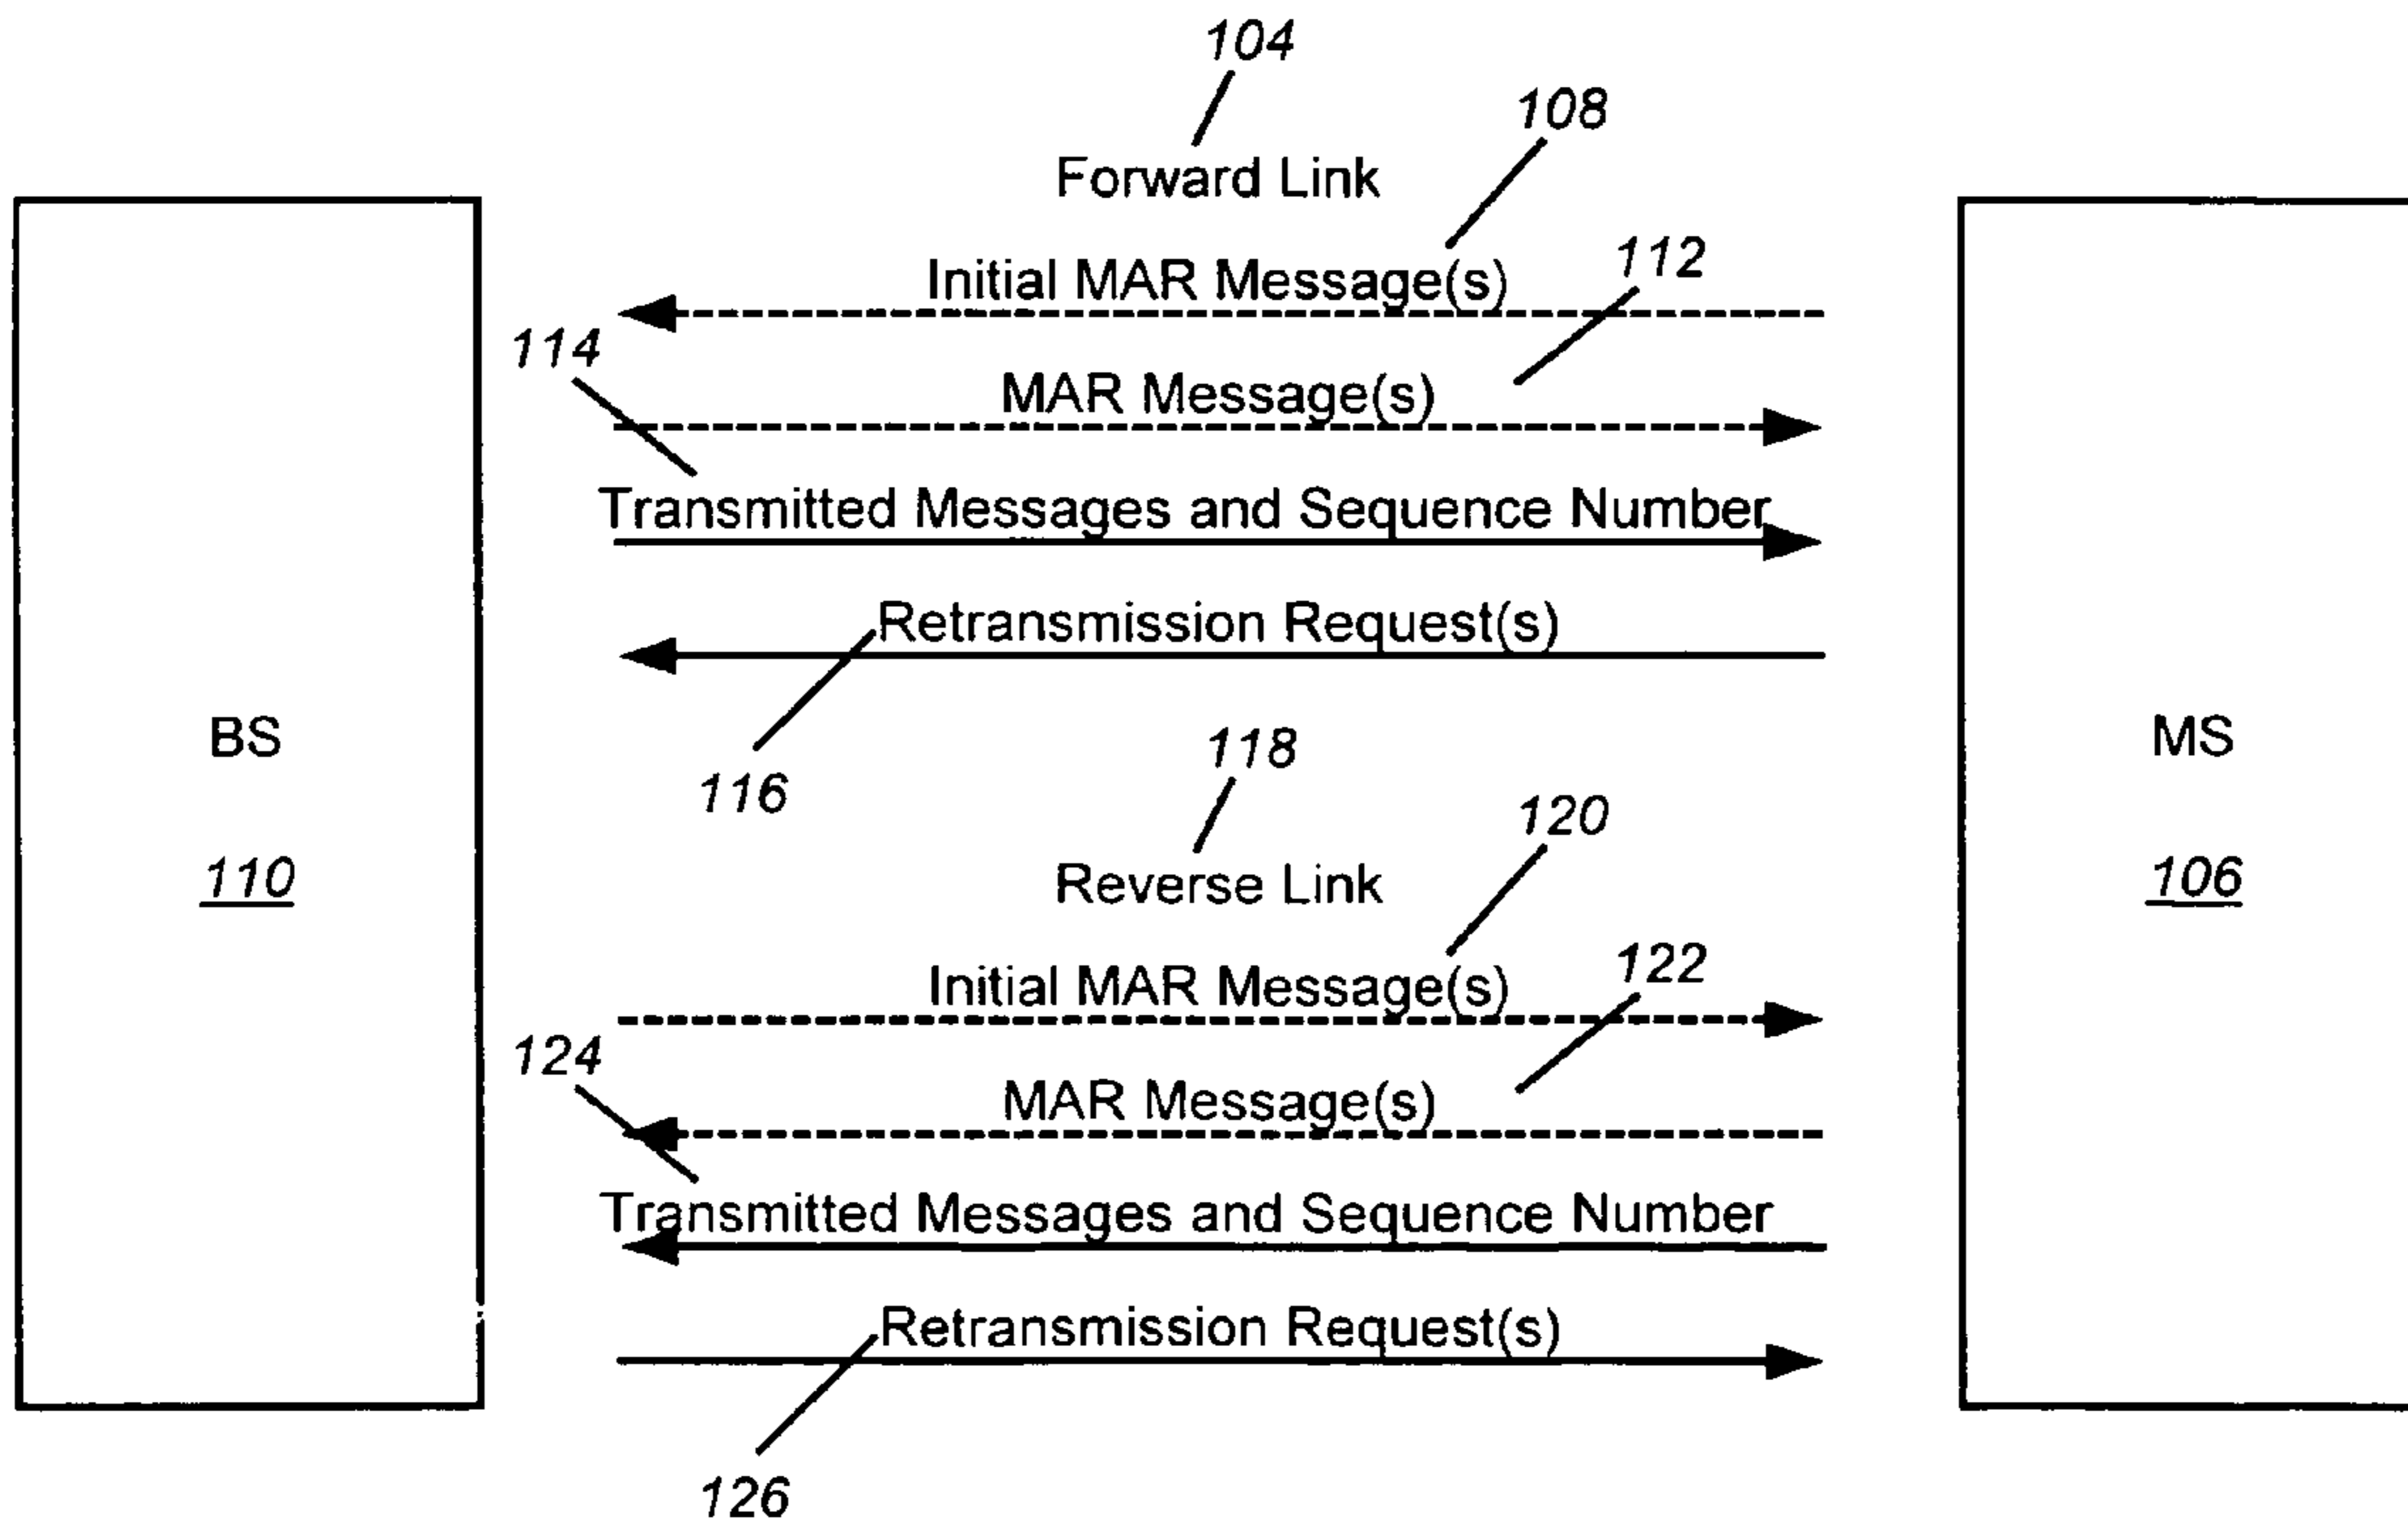 104
108
Forward Link
112
Initial MAR Message(s)
114
MAR Message(s)
Transmitted Messages and Sequence Number
Retransmission Request(s)
BS
MS
118
116
120
110
106
Reverse Link
122
Initial MAR Message(s)
124
MAR Message(s)
Transmitted Messages and Sequence Number
Retransmission Request(s)
126